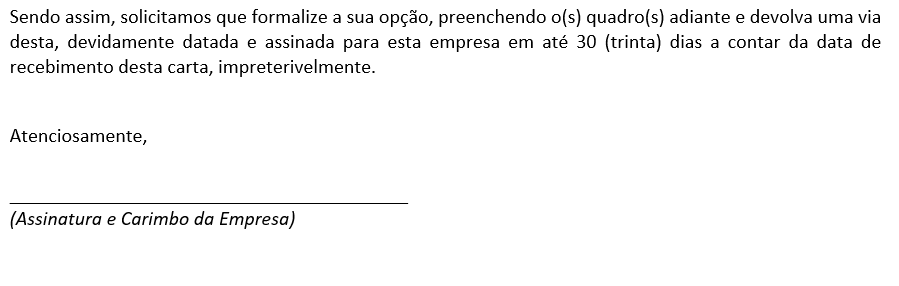 Sendo assim, solicitamos que formalize a sua opção, preenchendo o(s) quadro(s) adiante e devolva uma via
desta, devidamente datada e assinada para esta empresa em até 30 (trinta) dias a contar da data de
recebimento desta carta, impreterivelmente.
Atenciosamente,
(Assinatura e Carimbo da Empresa)